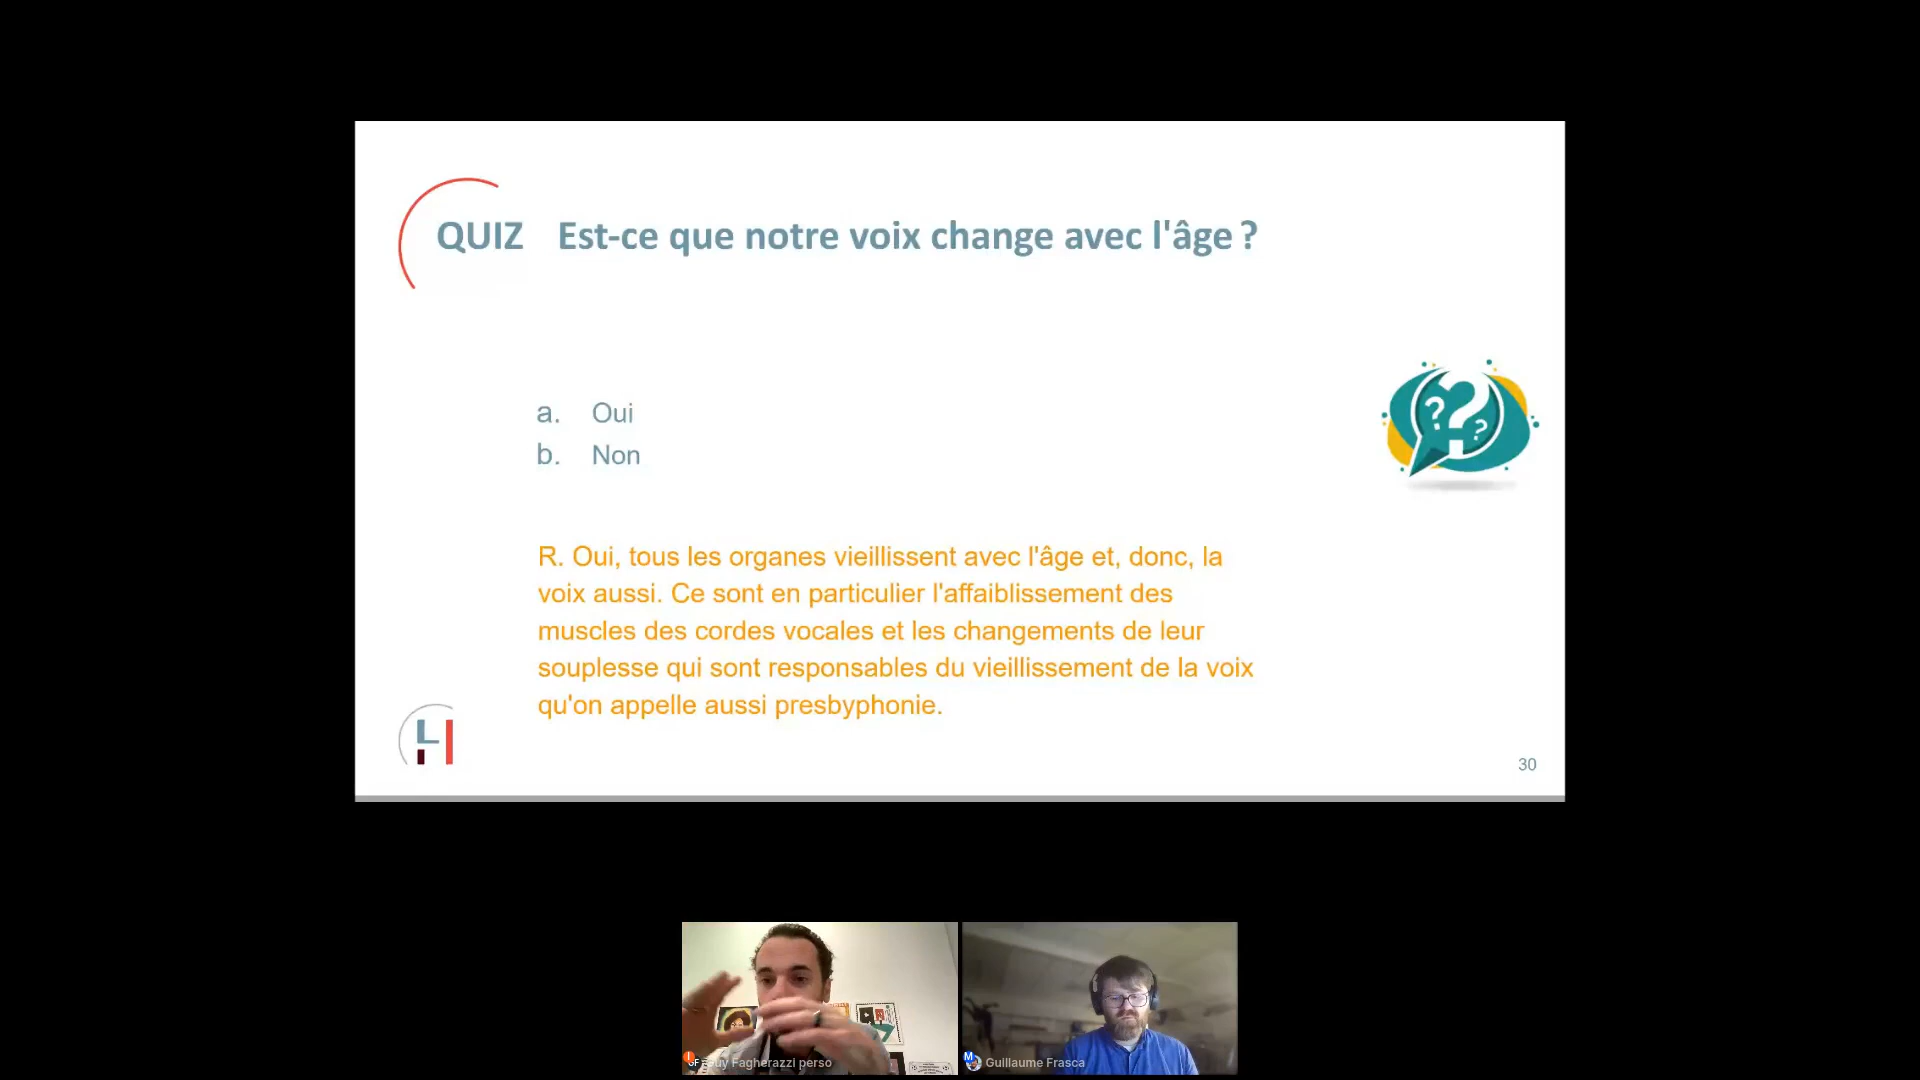 QUIZ Est-ce que notre voix change avec l'âge ?
a. Oui
b. Non
R. Oui, tous les organes vieillissent avec l'âge et, donc, la
voix aussi. Ce sont en particulier l'affaiblissement des
muscles des cordes vocales et les changements de leur
souplesse qui sont responsables du vieillissement de la voix
qu'on appelle aussi presbyphonie.
LH
30
Fagherazzi perso
Guillaume Frasca